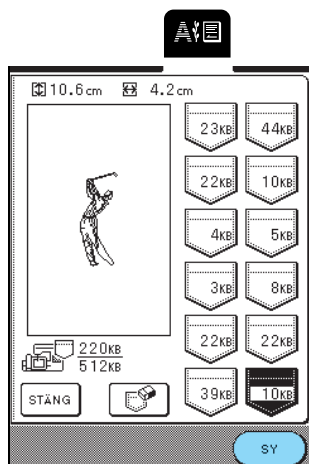 A
10.6cm 4.2cm
23KB 44KB
22KB 10KB
4KB 5KB
3KB 8KB
22KB 22KB
220KB
512KB
39KB 10KB
STÄNG
SY